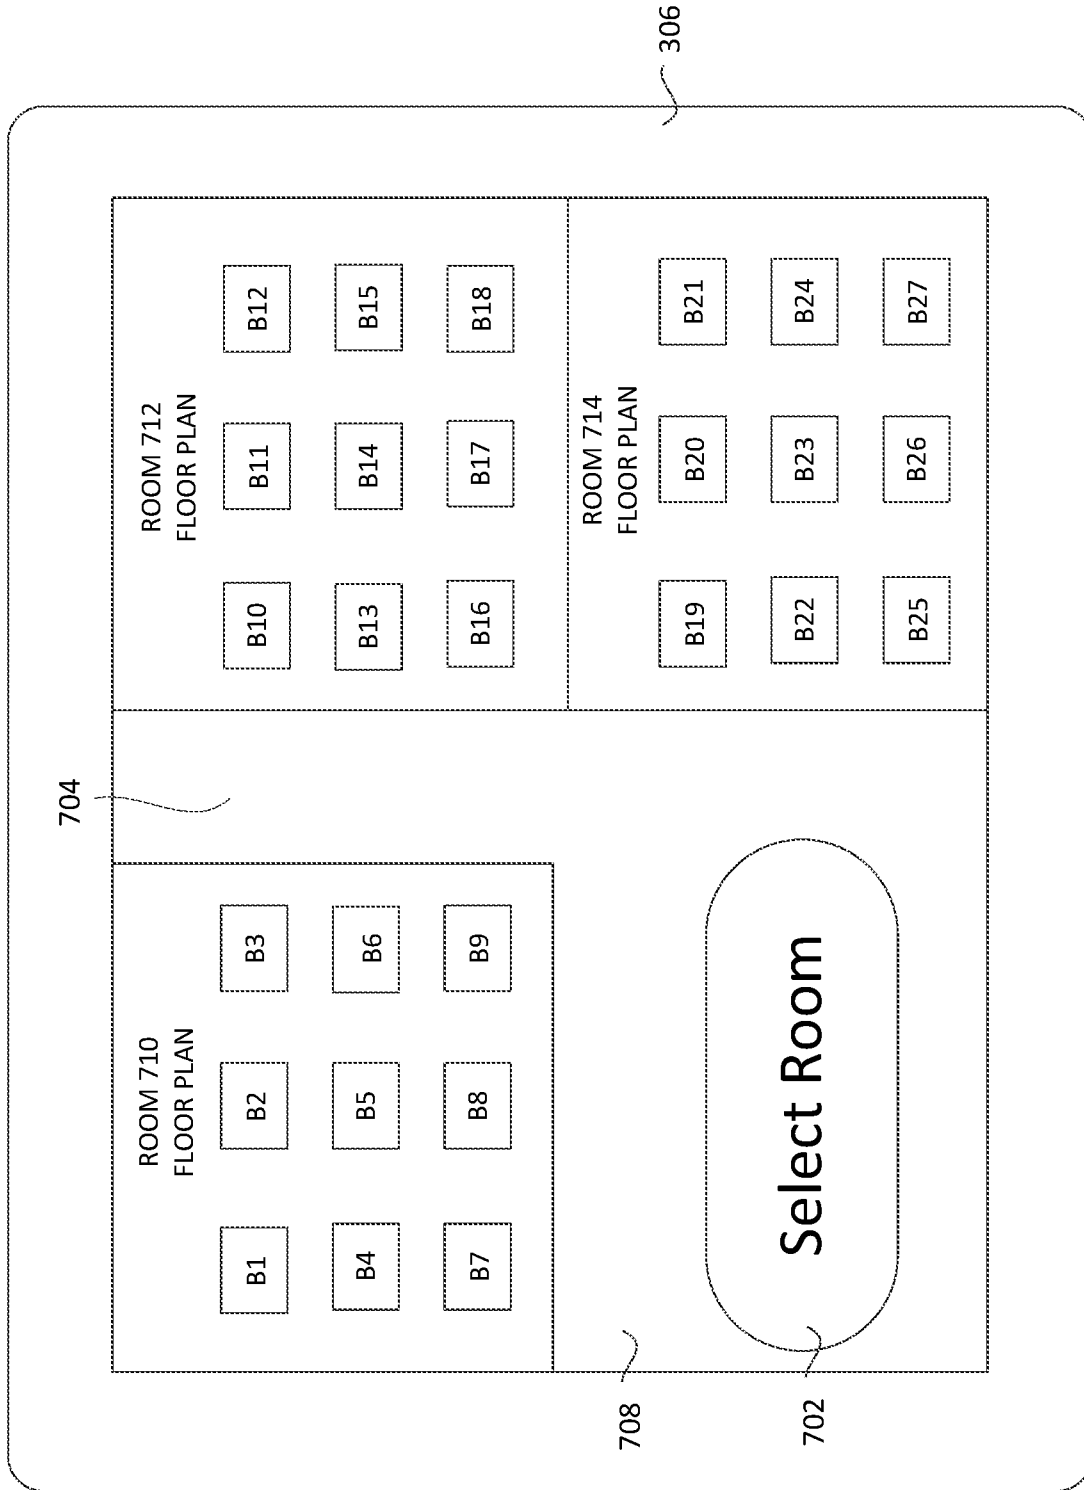 306
704
ROOM 710
FLOOR PLAN
B1 B2 B3
B4 B5 B6
B7 B8 B9
ROOM 712
FLOOR PLAN
B10 B11 B12
B13 B14 B15
B16 B17 B18
ROOM 714
FLOOR PLAN
B19 B20 B21
B22 B23 B24
B25 B26 B27
708
Select Room
702